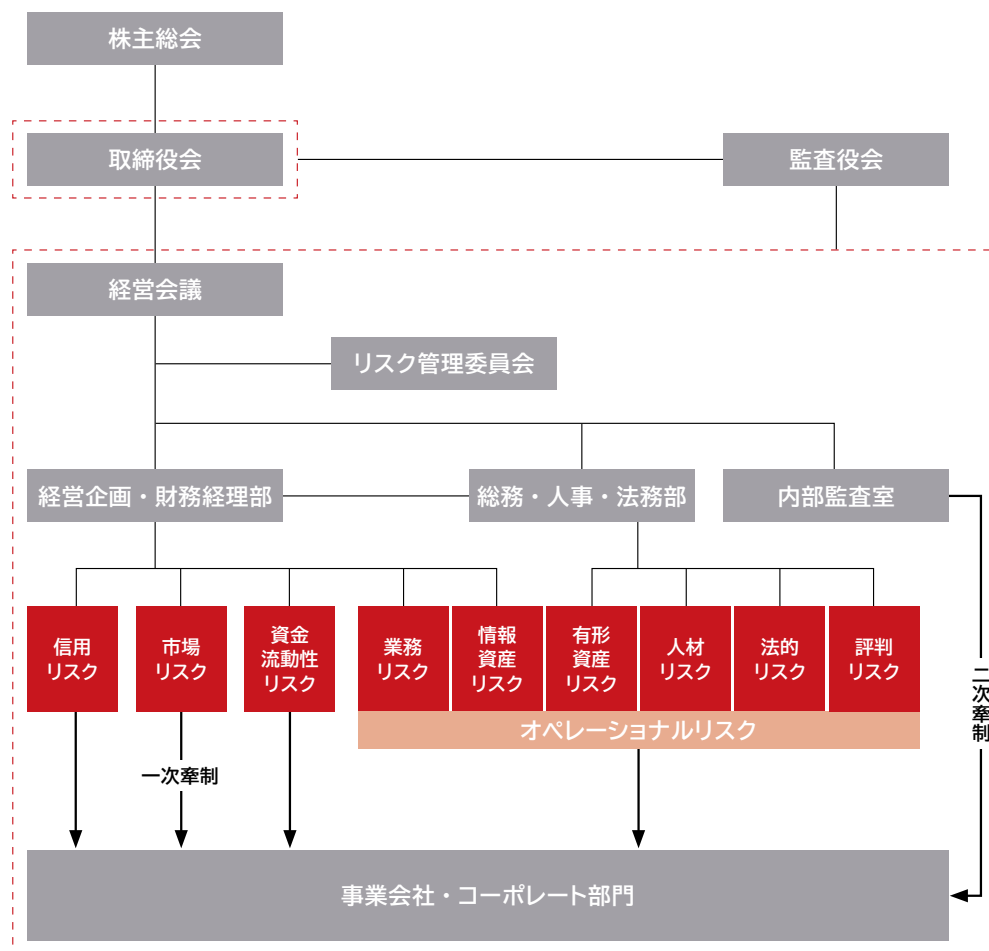 株主総会
取締役会
監査役会
経営会議
リスク管理委員会
経営企画・財務経理部
総務・人事・法務部
内部監査室
信用
リスク
市場
リスク
資金
流動性
リスク
業務
リスク
情報
資産
リスク
有形
資産
リスク
人材
リスク
法的
リスク
評判
リスク
オペレーショナルリスク
一次牽制
二次牽制
事業会社・コーポレート部門